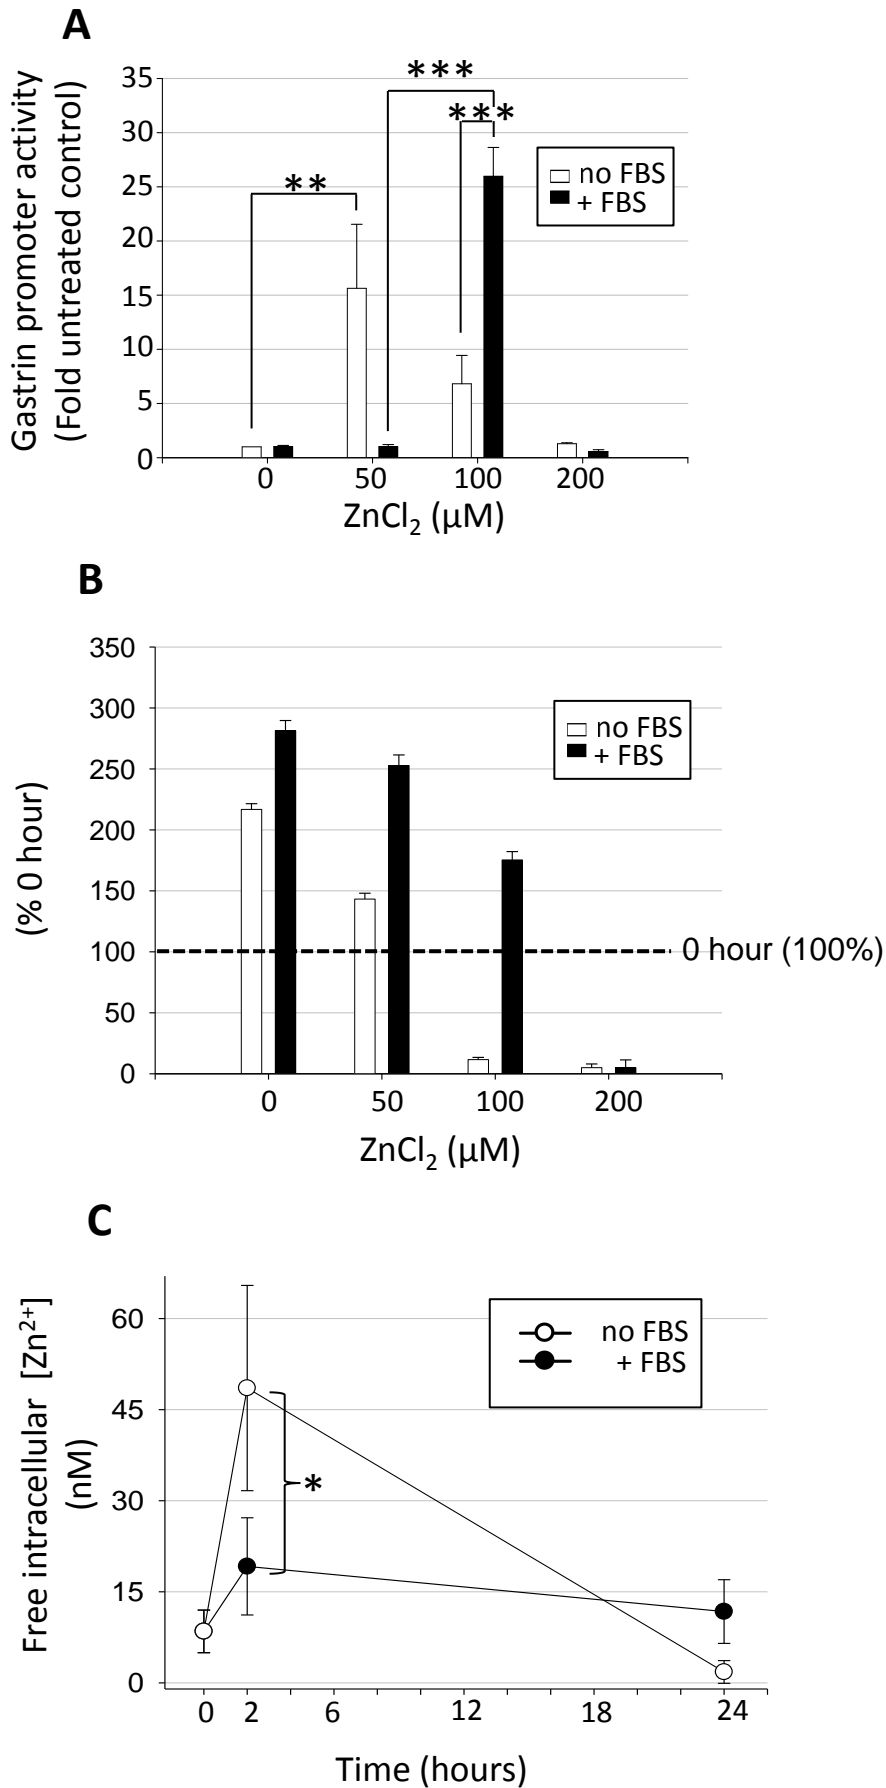 A
Gastrin promoter activity
(Fold untreated control)
35
30
25
20
15
10
5
0
***
***
**
no FBS
+ FBS
0 50 100 200
ZnCl₂ (µM)
B
(% 0 hour)
350
300
250
200
150
100
50
0
no FBS
+ FBS
0 hour (100%)
0 50 100 200
ZnCl₂ (µM)
C
Free intracellular [Zn²⁺]
(nM)
60
45
30
15
0
no FBS
+ FBS
*
0 2 6 12 18 24
Time (hours)